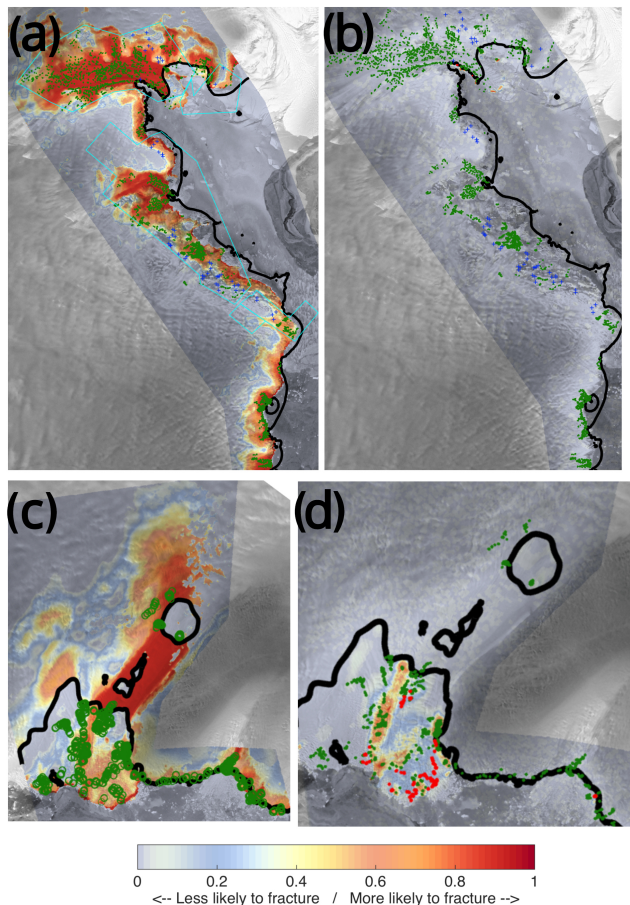 (a) (b)
(c) (d)
0 0.2 0.4 0.6 0.8 1
<-- Less likely to fracture / More likely to fracture -->